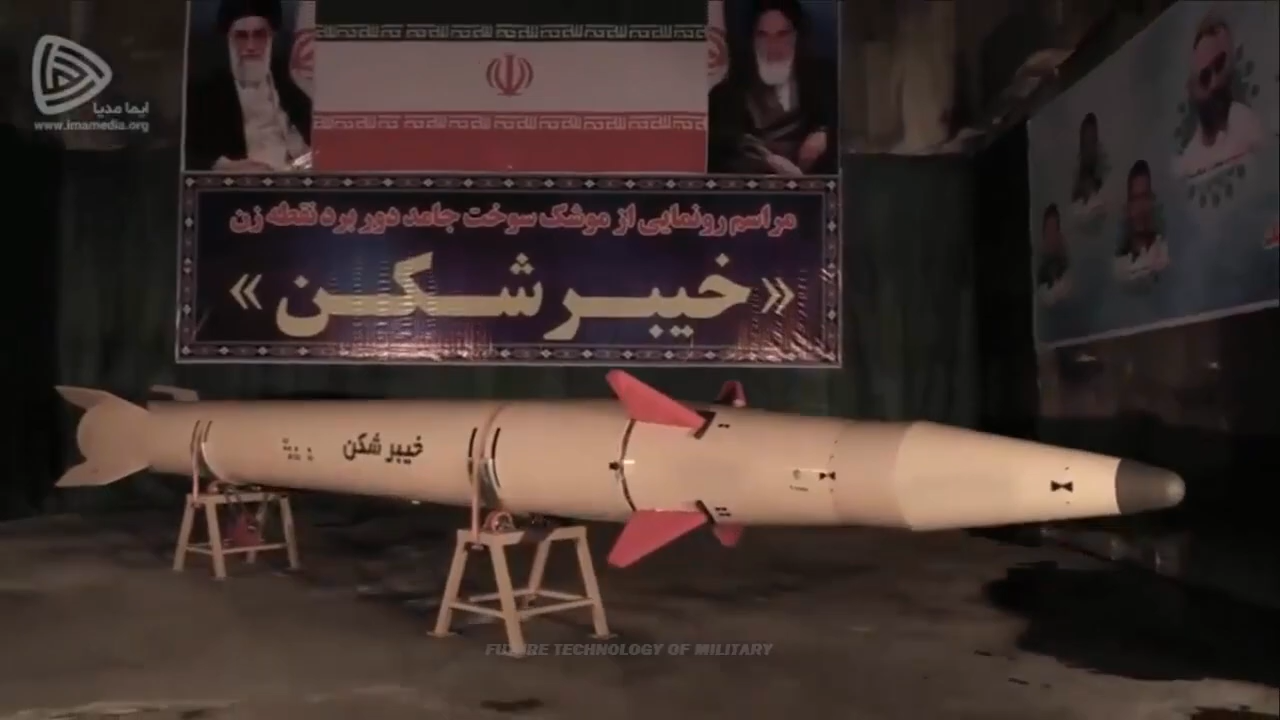 ایما مدیا
www.imamedia.org
مراسم رونمایی از موشک سوخت جامد دور برد نقطه زن
«خیبر شکن»
خیبر شکن
FUTURE TECHNOLOGY OF MILITARY